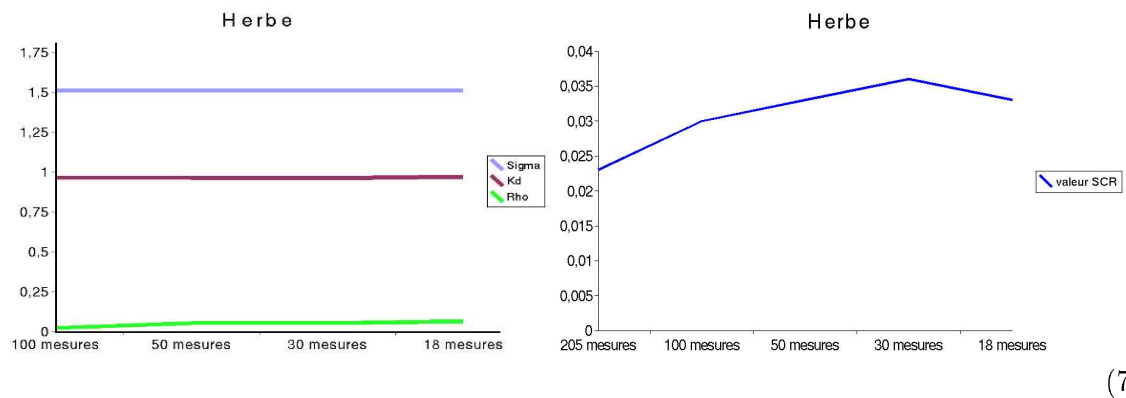 Herbe
1,75
1,5
1,25
1
0,75
0,5
0,25
0
100 mesures
50 mesures
30 mesures
18 mesures
Sigma
Kd
Rho
Herbe
0,04
0,035
0,03
0,025
0,02
0,015
0,01
0,005
0
205 mesures
100 mesures
50 mesures
30 mesures
18 mesures
valeur SCR
(7